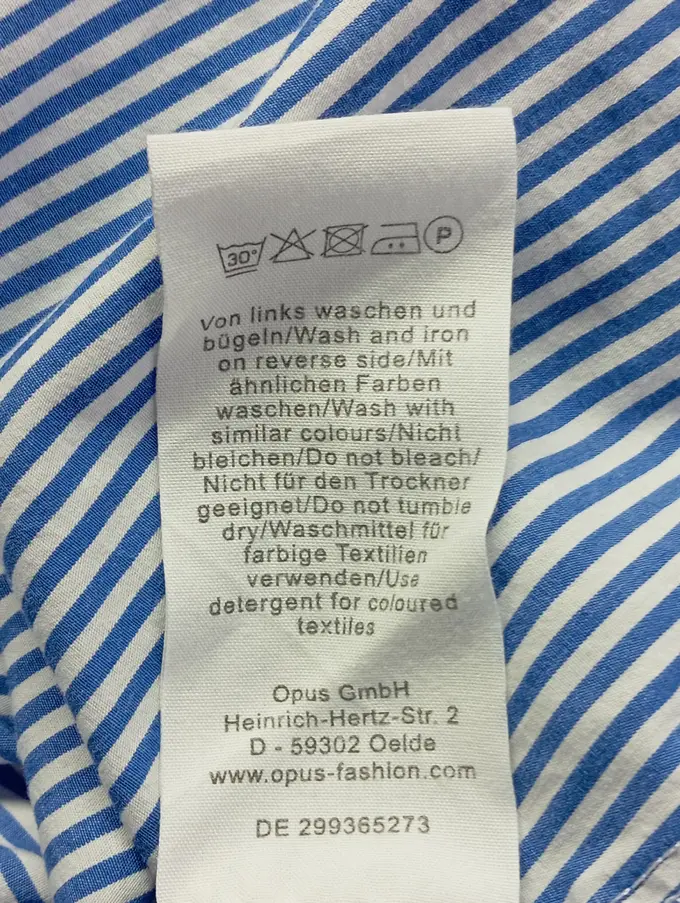 30°
P
Von links waschen und
bügeln/Wash and iron
on reverse side/Mit
ähnlichen Farben
waschen/Wash with
similar colours/Nicht
bleichen/Do not bleach/
Nicht für den Trockner
geeignet/Do not tumble
dry/Waschmittel für
farbige Textilien
verwenden/Use
detergent for coloured
textiles
Opus GmbH
Heinrich-Hertz-Str. 2
D - 59302 Oelde
www.opus-fashion.com
DE 299365273